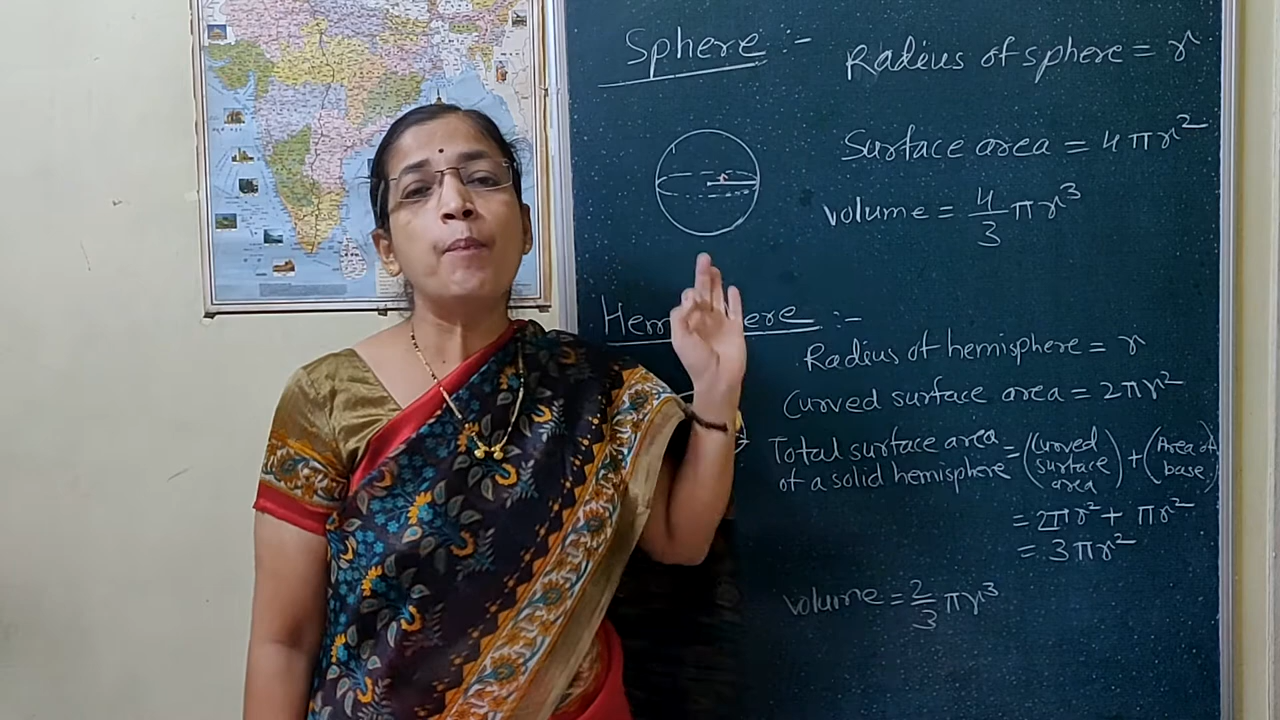 Sphere :-
Radius of sphere = r
Surface area = 4πr²
volume = 4/3 πr³
:-
Radius of hemisphere = r
Curved surface area = 2πr²
Total surface area of a solid hemisphere = (Curved surface area) + (Area of base)
= 2πr² + πr²
= 3πr²
volume = 2/3 πr³